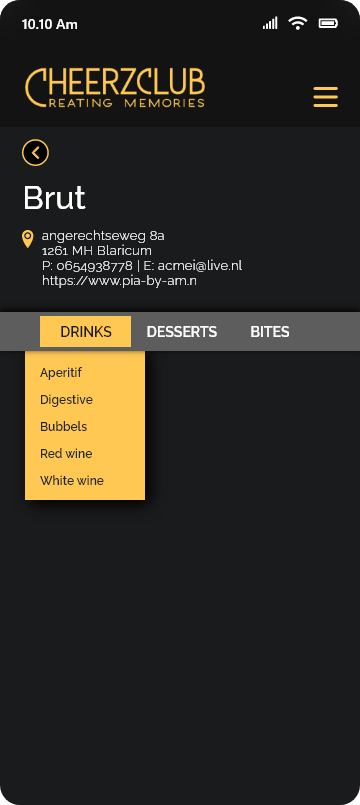 10.10 Am
CHEERZCLUB
REATING MEMORIES
Brut
angerechtseweg 8a
1261 MH Blaricum
P: 0654938778 | E: acmei@live.nl
https://www.pia-by-am.n
DRINKS DESSERTS BITES
Aperitif
Digestive
Bubbels
Red wine
White wine